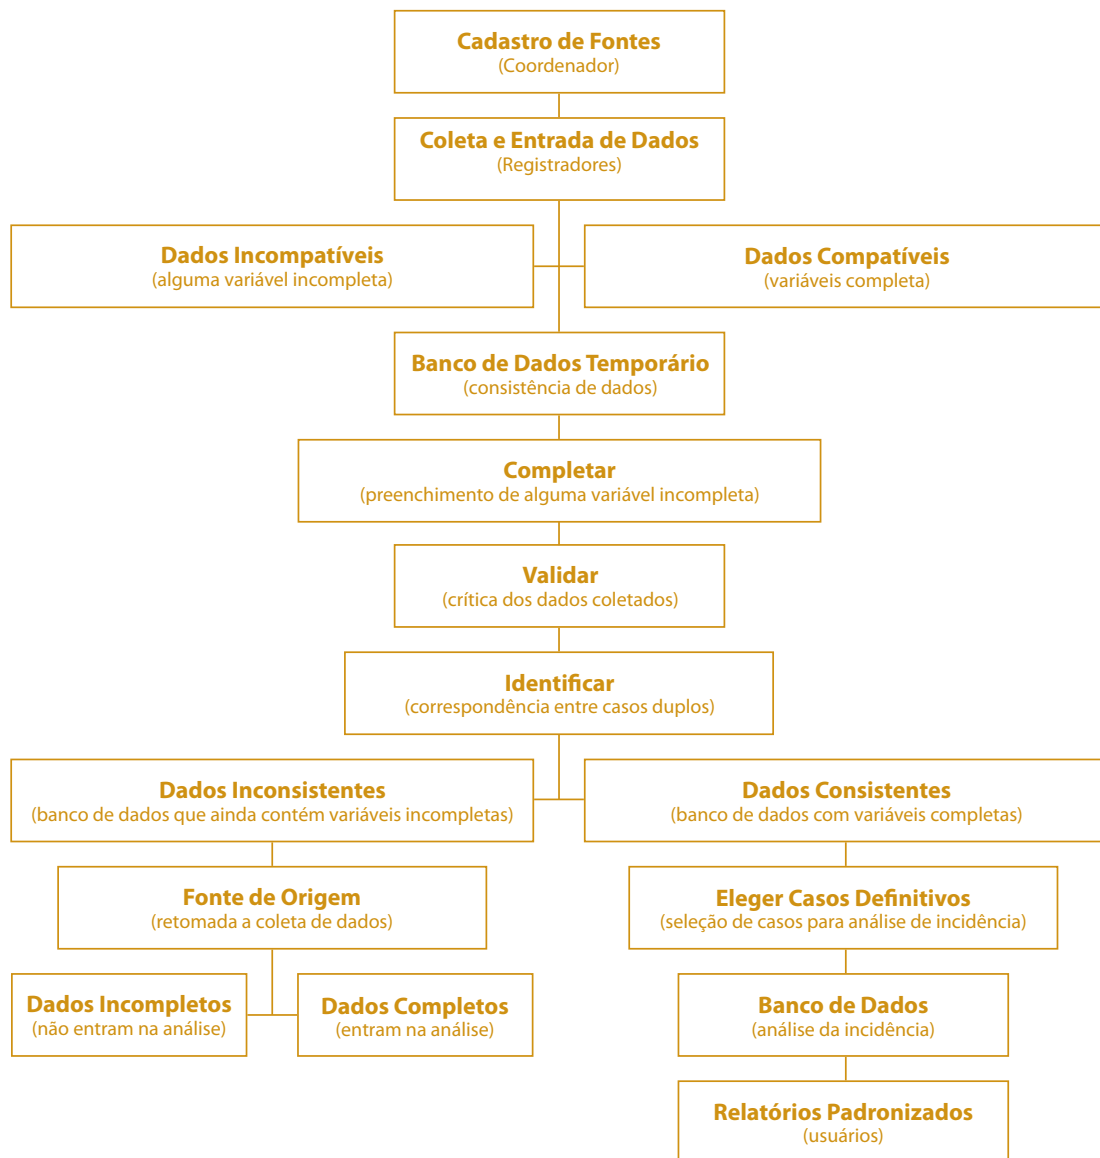 Cadastro de Fontes
(Coordenador)
Coleta e Entrada de Dados
(Registradores)
Dados Incompatíveis
(alguma variável incompleta)
Dados Compatíveis
(variáveis completa)
Banco de Dados Temporário
(consistência de dados)
Completar
(preenchimento de alguma variável incompleta)
Validar
(crítica dos dados coletados)
Identificar
(correspondência entre casos duplos)
Dados Inconsistentes
(banco de dados que ainda contém variáveis incompletas)
Dados Consistentes
(banco de dados com variáveis completas)
Fonte de Origem
(retomada a coleta de dados)
Eleger Casos Definitivos
(seleção de casos para análise de incidência)
Dados Incompletos
(não entram na análise)
Dados Completos
(entram na análise)
Banco de Dados
(análise da incidência)
Relatórios Padronizados
(usuários)